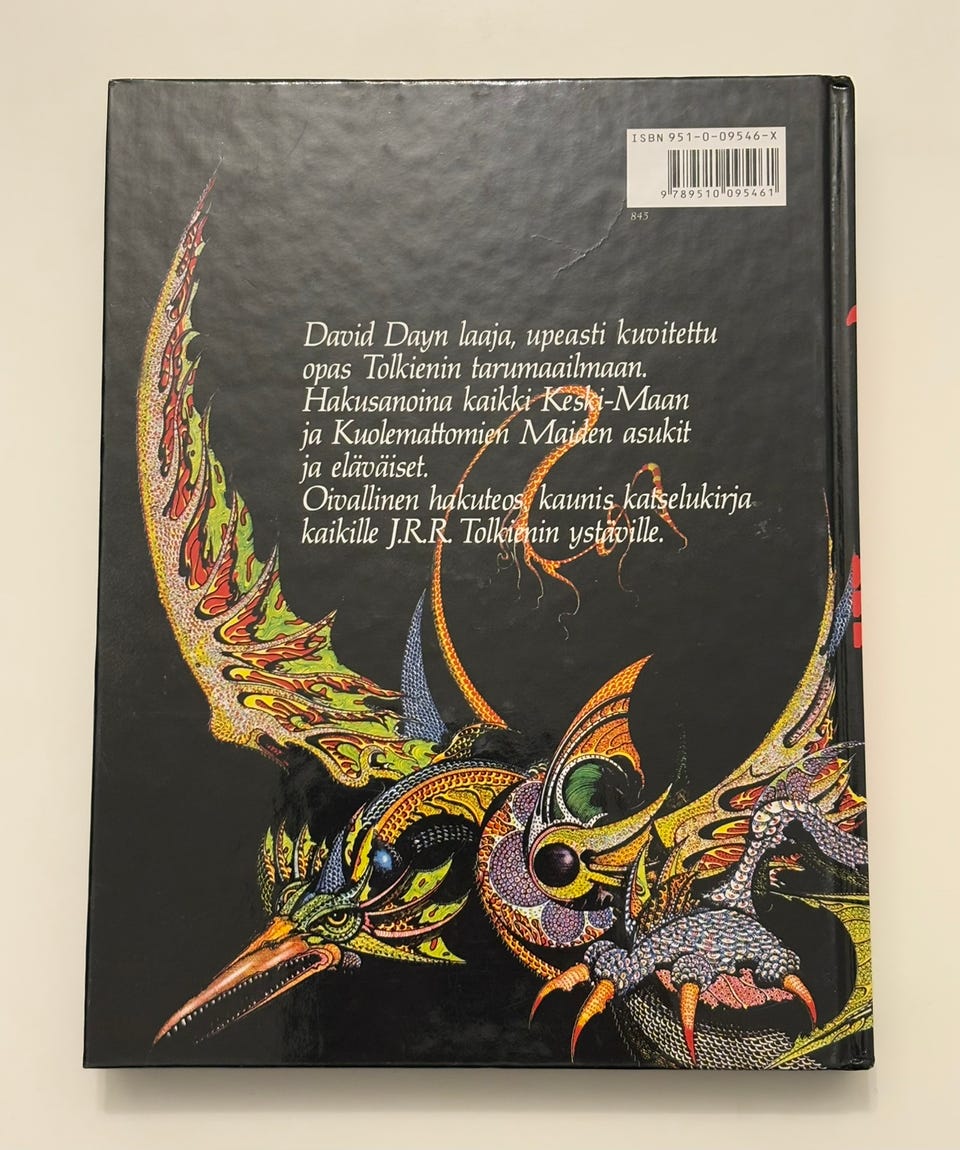 ISBN 951-0-09546-X
9 789510 095461
845
David Dayn laaja, upeasti kuvitettu
opas Tolkienin tarumaailmaan.
Hakusanoina kaikki Keski-Maan
ja Kuolemattomien Maiden asukit
ja eläväiset.
Oivallinen hakuteos, kaunis katselukirja
kaikille J.R.R. Tolkienin ystäville.